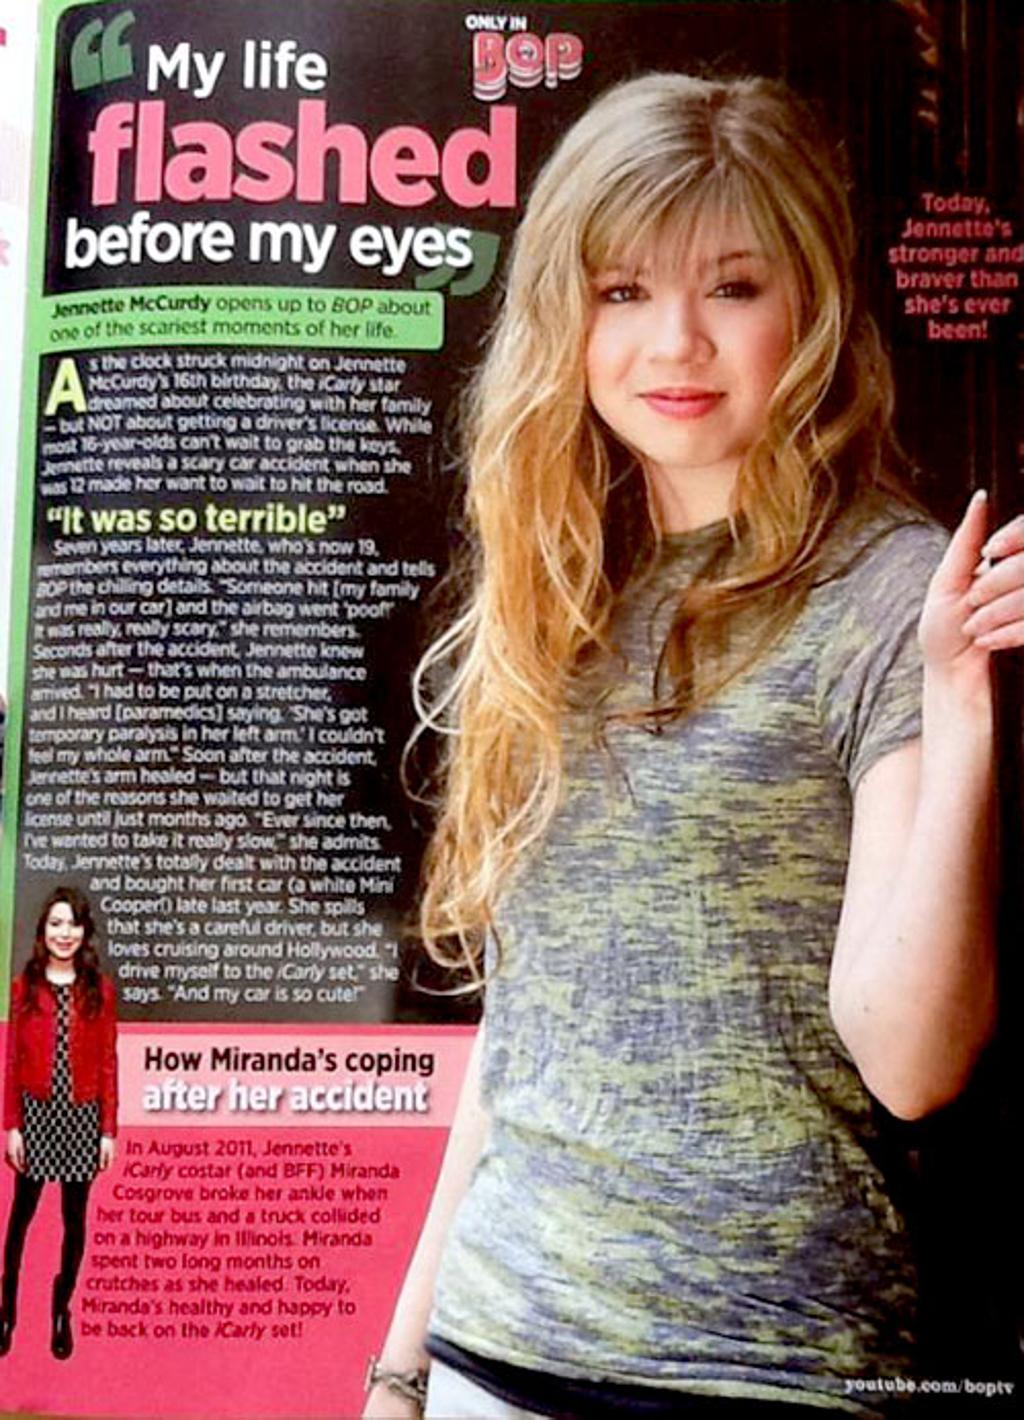 ONLY IN
BOP
“My life
flashed
before my eyes”
Jennette McCurdy opens up to BOP about
one of the scariest moments of her life.
As the clock struck midnight on Jennette
McCurdy's 16th birthday, the iCarly star
dreamed about celebrating with her family
— but NOT about getting a driver's license. While
most 16-year-olds can't wait to grab the keys,
Jennette reveals a scary car accident when she
was 12 made her want to wait to hit the road.
“It was so terrible”
Seven years later, Jennette, who's now 19,
remembers everything about the accident and tells
BOP the chilling details. “Someone hit [my family
and me in our car] and the airbag went ‘poof!’
It was really, really scary,” she remembers.
Seconds after the accident, Jennette knew
she was hurt — that's when the ambulance
arrived. “I had to be put on a stretcher,
and I heard [paramedics] saying, ‘She's got
temporary paralysis in her left arm.’ I couldn't
feel my whole arm.” Soon after the accident,
Jennette's arm healed — but that night is
one of the reasons she waited to get her
license until just months ago. “Ever since then,
I've wanted to take it really slow,” she admits.
Today, Jennette's totally dealt with the accident
and bought her first car (a white Mini
Cooper!) late last year. She spills
that she's a careful driver, but she
loves cruising around Hollywood. “I
drive myself to the iCarly set,” she
says. “And my car is so cute!”
How Miranda's coping
after her accident
In August 2011, Jennette's
iCarly costar (and BFF) Miranda
Cosgrove broke her ankle when
her tour bus and a truck collided
on a highway in Illinois. Miranda
spent two long months on
crutches as she healed. Today,
Miranda's healthy and happy to
be back on the iCarly set!
Today,
Jennette's
stronger and
braver than
she's ever
been!
youtube.com/boptv